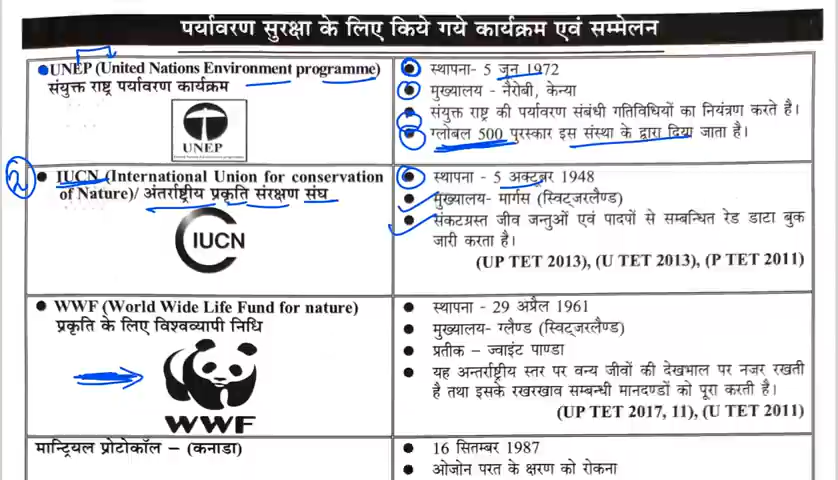 पर्यावरण सुरक्षा के लिए किये गये कार्यक्रम एवं सम्मेलन
● UNEP (United Nations Environment programme)
संयुक्त राष्ट्र पर्यावरण कार्यक्रम
UNEP
● स्थापना- 5 जून 1972
● मुख्यालय - नैरोबी, केन्या
● संयुक्त राष्ट्र की पर्यावरण संबंधी गतिविधियों का नियंत्रण करते है।
● ग्लोबल 500 पुरस्कार इस संस्था के द्वारा दिया जाता है।
2
● IUCN (International Union for conservation
of Nature)/ अंतर्राष्ट्रीय प्रकृति संरक्षण संघ
IUCN
● स्थापना - 5 अक्टूबर 1948
● मुख्यालय- मार्गस (स्विट्जरलैण्ड)
● संकटग्रस्त जीव जन्तुओं एवं पादपों से सम्बन्धित रेड डाटा बुक
जारी करता है।
(UP TET 2013), (U TET 2013), (P TET 2011)
● WWF (World Wide Life Fund for nature)
प्रकृति के लिए विश्वव्यापी निधि
WWF
● स्थापना - 29 अप्रैल 1961
● मुख्यालय- ग्लैण्ड (स्विट्जरलैण्ड)
● प्रतीक – ज्वाइंट पाण्डा
● यह अन्तर्राष्ट्रीय स्तर पर वन्य जीवों की देखभाल पर नजर रखती
है तथा इसके रखरखाव सम्बन्धी मानदण्डों को पूरा करती है।
(UP TET 2017, 11), (U TET 2011)
मान्ट्रियल प्रोटोकॉल – (कनाडा)
● 16 सितम्बर 1987
● ओजोन परत के क्षरण को रोकना